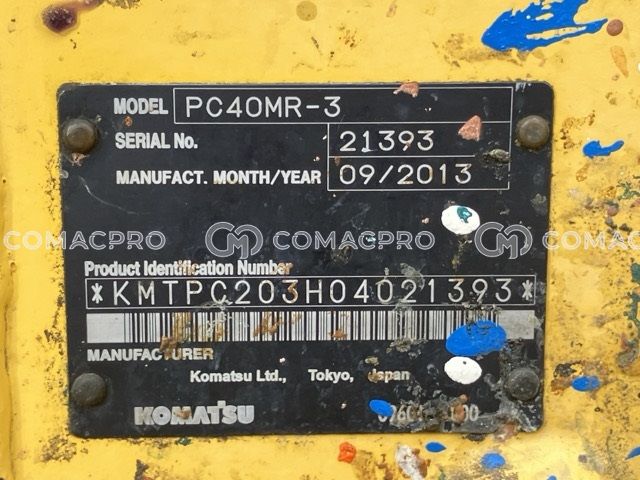 MODEL PC40MR-3
SERIAL No. 21393
MANUFACT. MONTH/YEAR 09/2013
COMACPRO COMACPRO COMACPRO
Product Identification Number
*KMTPC203H04021393*
MANUFACTURER
Komatsu Ltd., Tokyo, Japan
KOMATSU